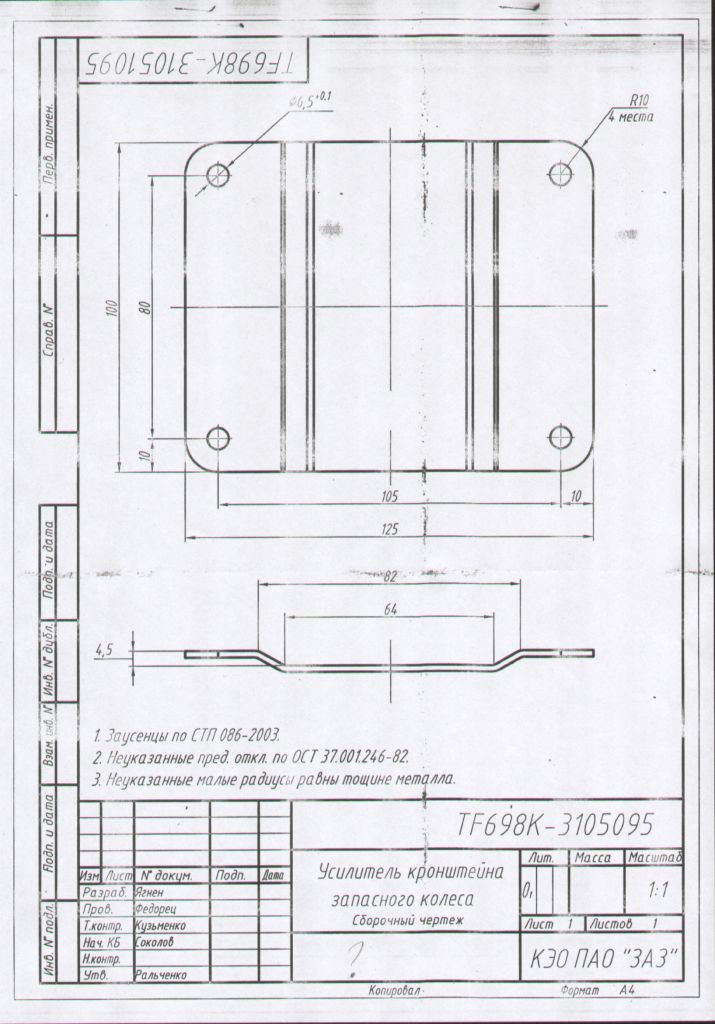 TF698K-31051095
Перв. примен.
Справ. №
Подп. и дата
Инв. № дубл.
Взам. инв. №
Подп. и дата
Инв. № подл.
ø6,5+0.1
R10
4 места
100
80
10
105
10
125
82
64
4,5
1. Заусенцы по СТП 086-2003.
2. Неуказанные пред. откл. по ОСТ 37.001.246-82.
3. Неуказанные малые радиусы равны тощине металла.
TF698K-3105095
Изм Лист № докум. Подп. Дата
Разраб. Ягнен
Пров. Федорец
Т.контр. Кузьменко
Нач. КБ Соколов
Н.контр.
Утв. Ральченко
Усилитель кронштейна
запасного колеса
Сборочный чертеж
?
Лит. Масса Масштаб
О₁ 1:1
Лист 1 Листов 1
КЭО ПАО "ЗАЗ"
Копировал Формат А4